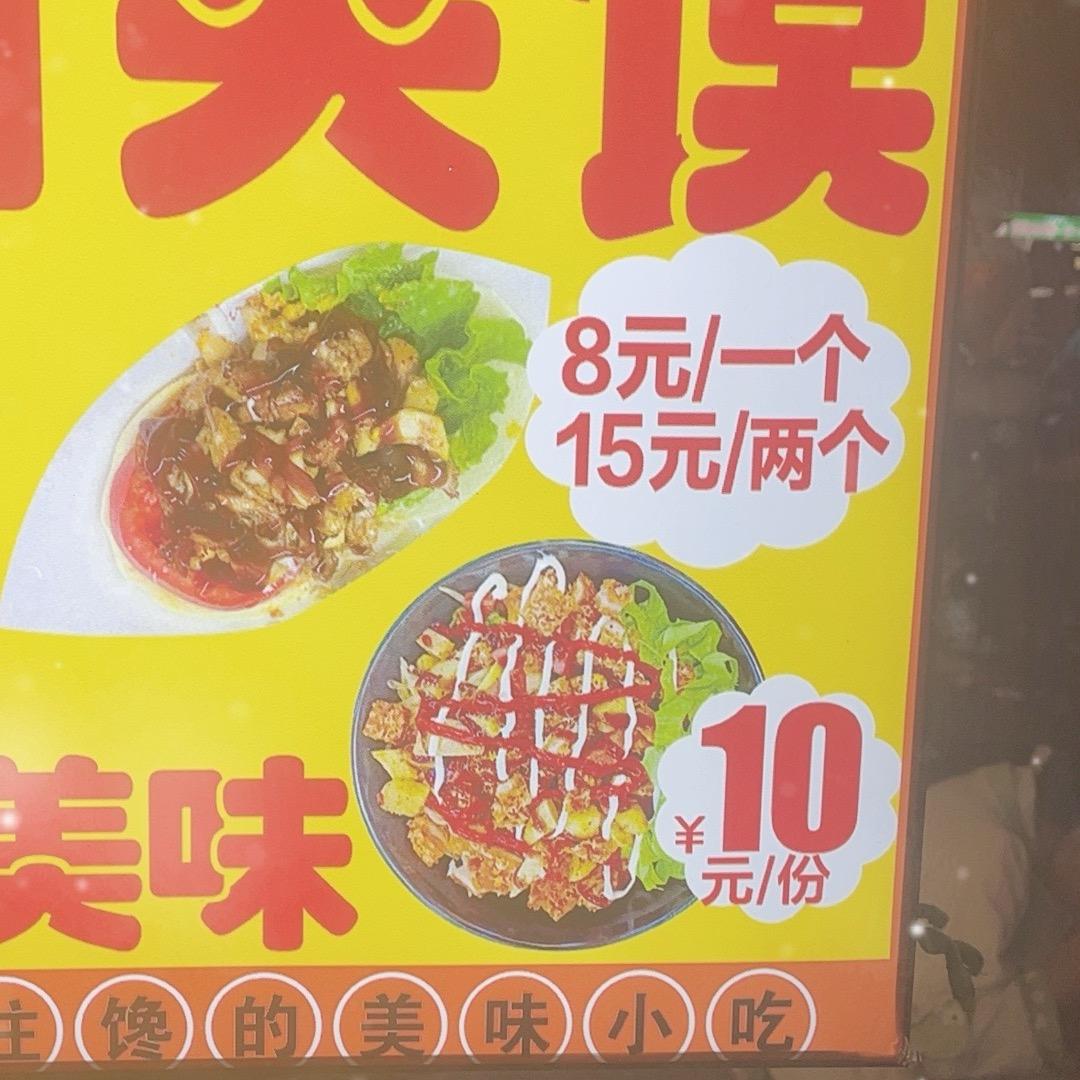 夹馍
8元/一个
15元/两个
¥10
元/份
美味
住馋的美味小吃